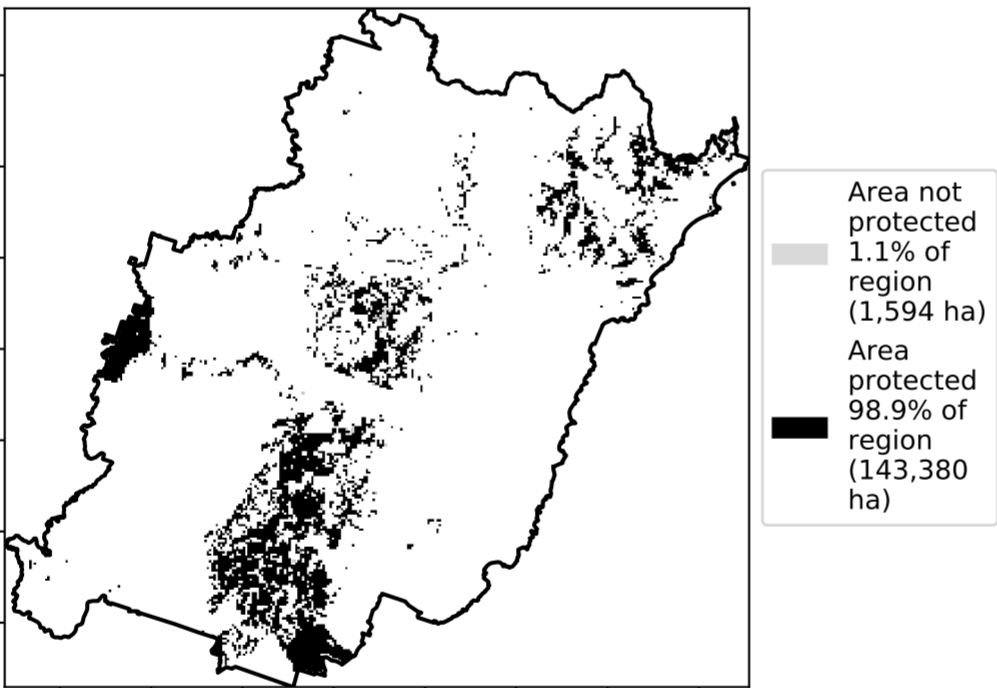 Area not
protected
1.1% of
region
(1,594 ha)
Area
protected
98.9% of
region
(143,380
ha)